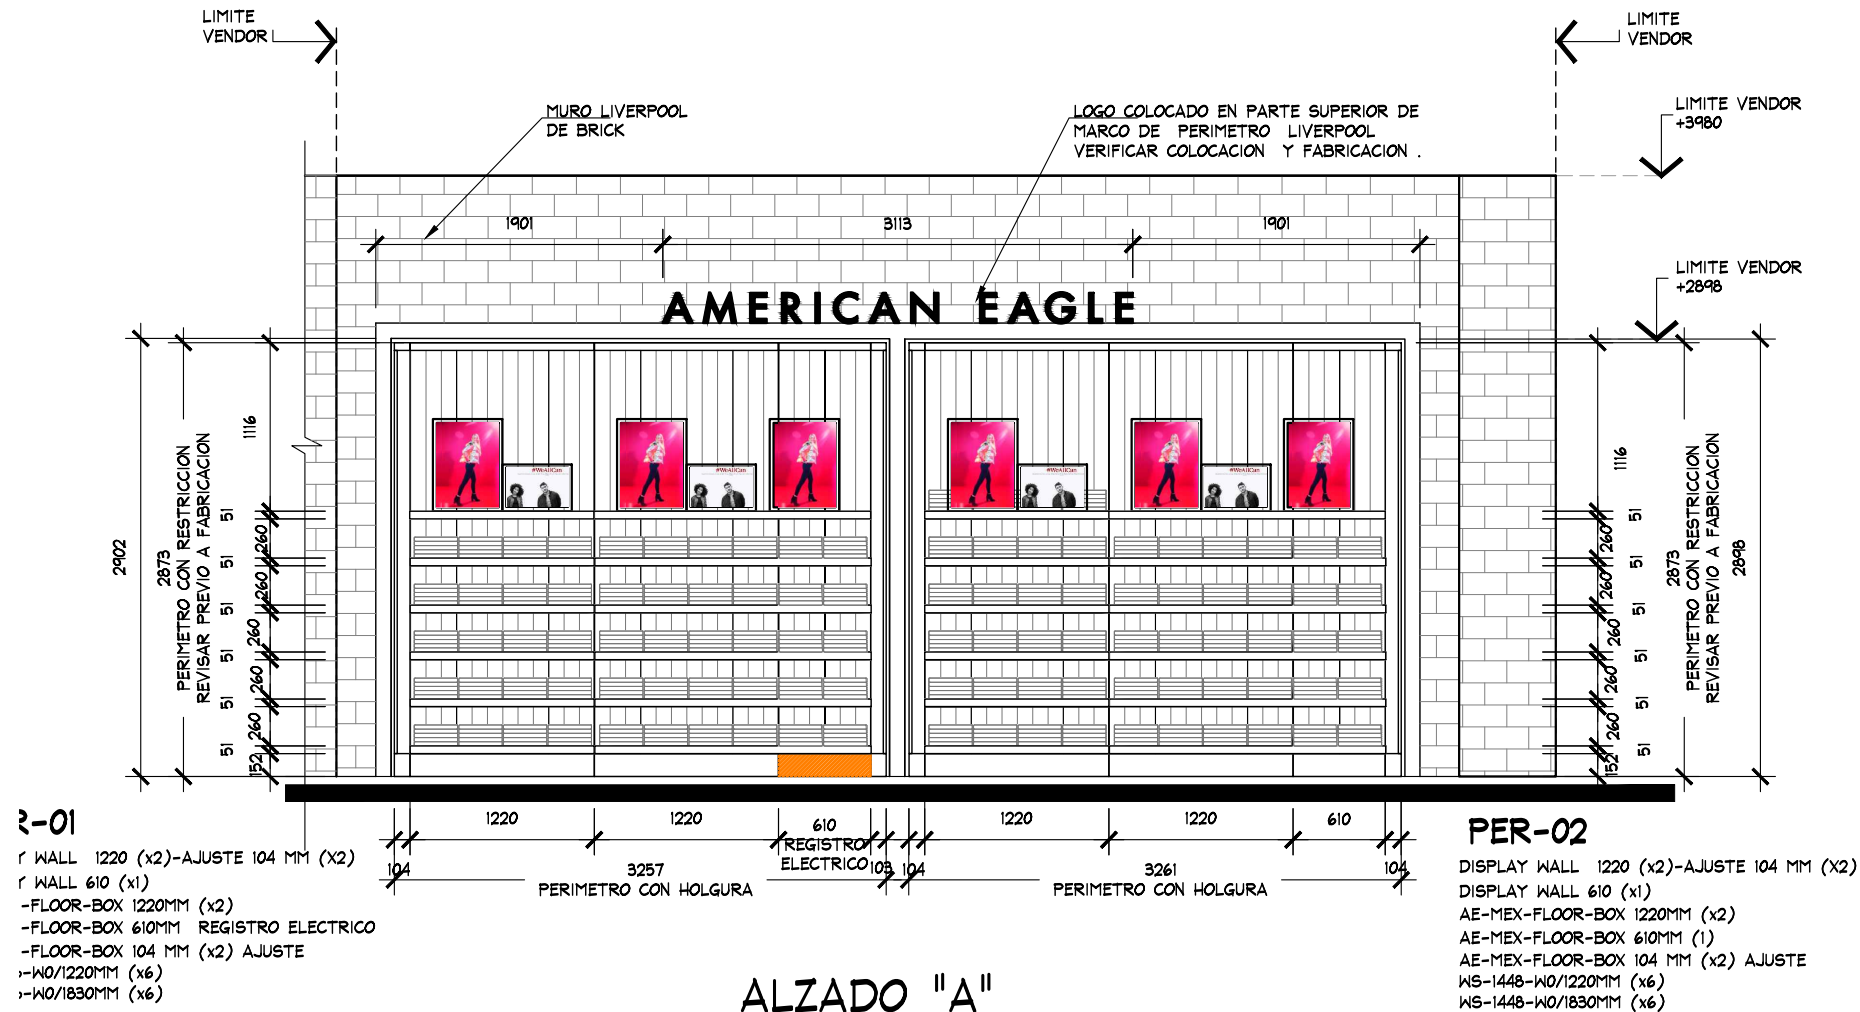 LIMITE
VENDOR
LIMITE
VENDOR
MURO LIVERPOOL
DE BRICK
LOGO COLOCADO EN PARTE SUPERIOR DE
MARCO DE PERIMETRO LIVERPOOL
VERIFICAR COLOCACION Y FABRICACION .
LIMITE VENDOR
+3980
1901
3113
1901
LIMITE VENDOR
+2898
AMERICAN EAGLE
2902
2873
PERIMETRO CON RESTRICCION
REVISAR PREVIO A FABRICACION
1116
51
260
51
260
51
260
51
260
51
260
51
152
#WeAllCan
#WeAllCan
#WeAllCan
#WeAllCan
1116
51
260
51
260
51
260
51
260
51
260
51
152
2873
PERIMETRO CON RESTRICCION
REVISAR PREVIO A FABRICACION
2898
1220
1220
610
REGISTRO
ELECTRICO
104
3257
103
PERIMETRO CON HOLGURA
1220
1220
610
104
3261
104
PERIMETRO CON HOLGURA
R-01
Y WALL 1220 (x2)-AJUSTE 104 MM (X2)
Y WALL 610 (x1)
-FLOOR-BOX 1220MM (x2)
-FLOOR-BOX 610MM REGISTRO ELECTRICO
-FLOOR-BOX 104 MM (x2) AJUSTE
-W0/1220MM (x6)
-W0/1830MM (x6)
PER-02
DISPLAY WALL 1220 (x2)-AJUSTE 104 MM (X2)
DISPLAY WALL 610 (x1)
AE-MEX-FLOOR-BOX 1220MM (x2)
AE-MEX-FLOOR-BOX 610MM (1)
AE-MEX-FLOOR-BOX 104 MM (x2) AJUSTE
WS-1448-W0/1220MM (x6)
WS-1448-W0/1830MM (x6)
ALZADO "A"